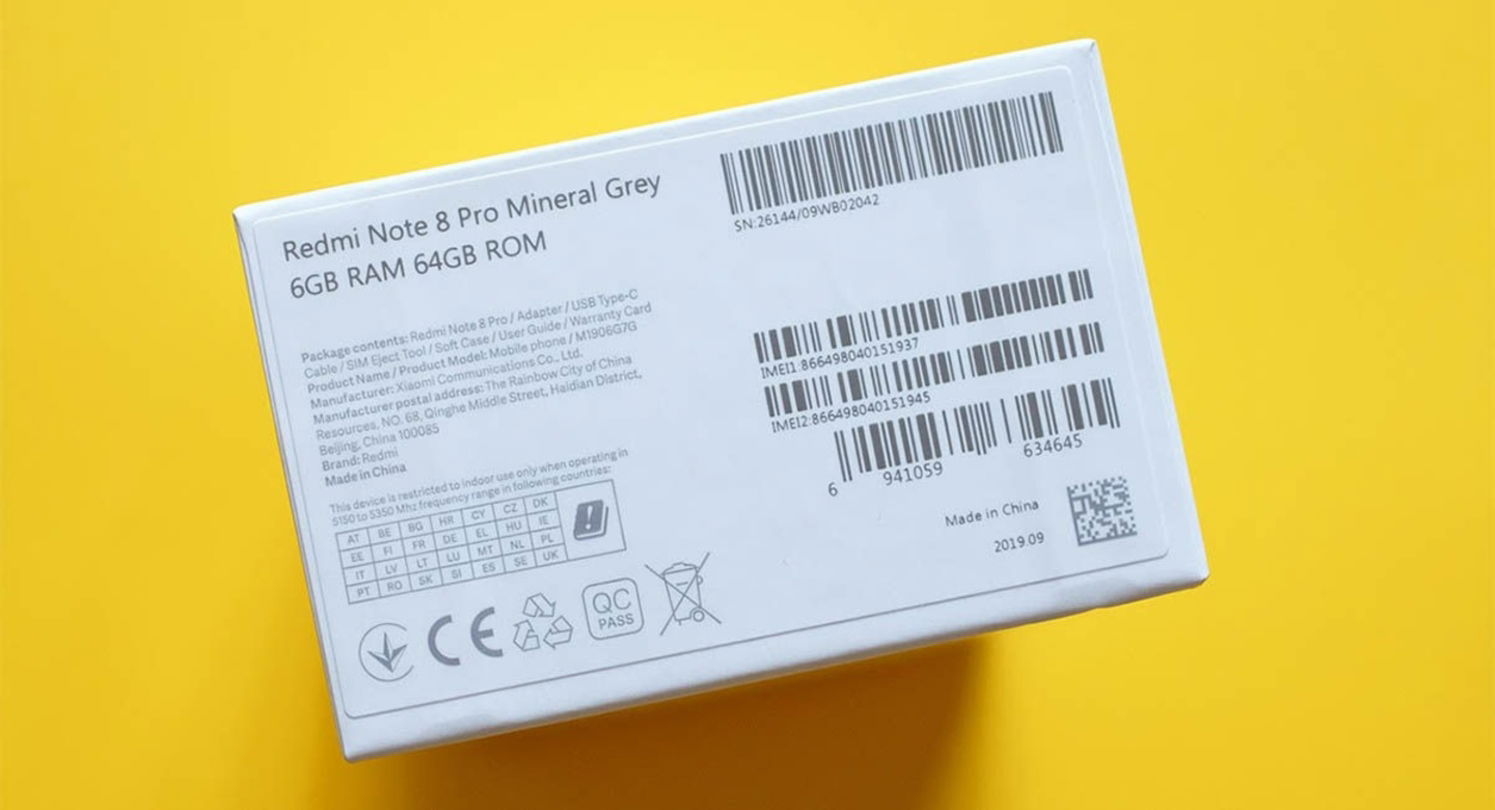 Redmi Note 8 Pro Mineral Grey
6GB RAM 64GB ROM
Package contents: Redmi Note 8 Pro / Adapter / USB Type-C
Cable / SIM Eject Tool / Soft Case / User Guide / Warranty Card
Product Name / Product Model: Mobile phone / M1906G7G
Manufacturer: Xiaomi Communications Co., Ltd.
Manufacturer postal address: The Rainbow City of China
Resources, NO. 68, Qinghe Middle Street, Haidian District,
Beijing, China 100085
Brand: Redmi
Made in China
This device is restricted to indoor use only when operating in
5150 to 5350 Mhz frequency range in following countries:
AT BE BG HR CY CZ DK
EE FI FR DE EL HU IE
IT LV LT LU MT NL PL
PT RO SK SI ES SE UK
CE
QC
PASS
SN:26144/09WB02042
IMEI1:866498040151937
IMEI2:866498040151945
6 941059 634645
Made in China
2019.09